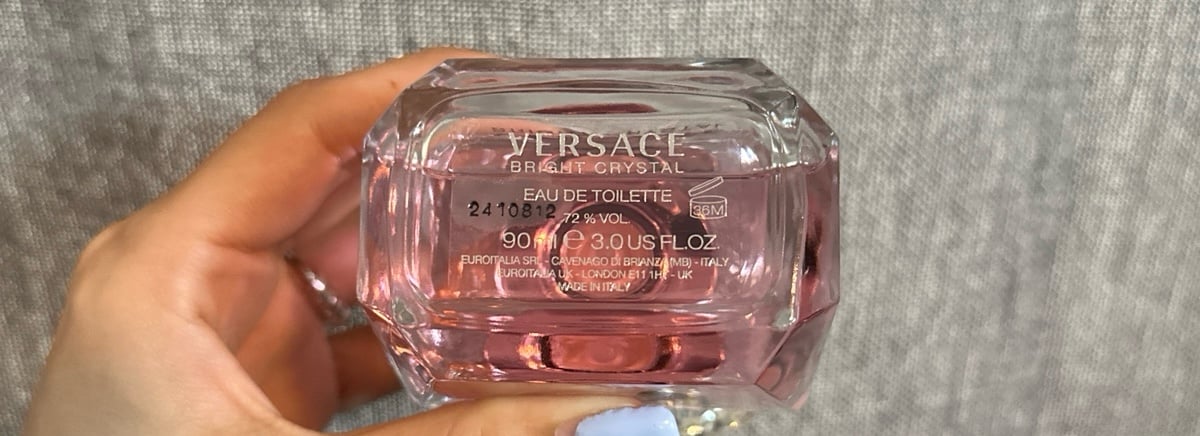 VERSACE
BRIGHT CRYSTAL
EAU DE TOILETTE
36M
2410812
72 % VOL.
90 ml ℮ 3.0 US FL.OZ.
EUROITALIA SRL - CAVENAGO DI BRIANZA (MB) - ITALY
EUROITALIA UK - LONDON E11 1HP - UK
MADE IN ITALY